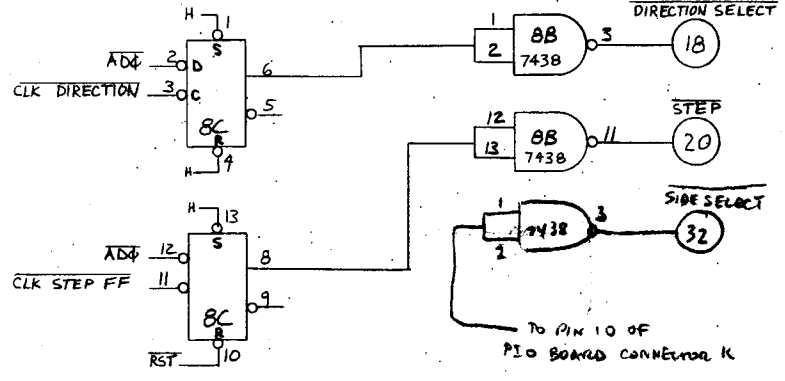 H 1 DIRECTION SELECT
S 1 8B 3 18
AD0 2 D 6 2 7438
CLK DIRECTION 3 C 5
8C 12 8B 11 STEP
R 13 7438 20
H 4
H 13 1 3 SIDE SELECT
S 7438 32
AD0 12 8 2
CLK STEP FF 11 9
8C TO PIN 10 OF
R PIO BOARD CONNECTOR K
RST 10